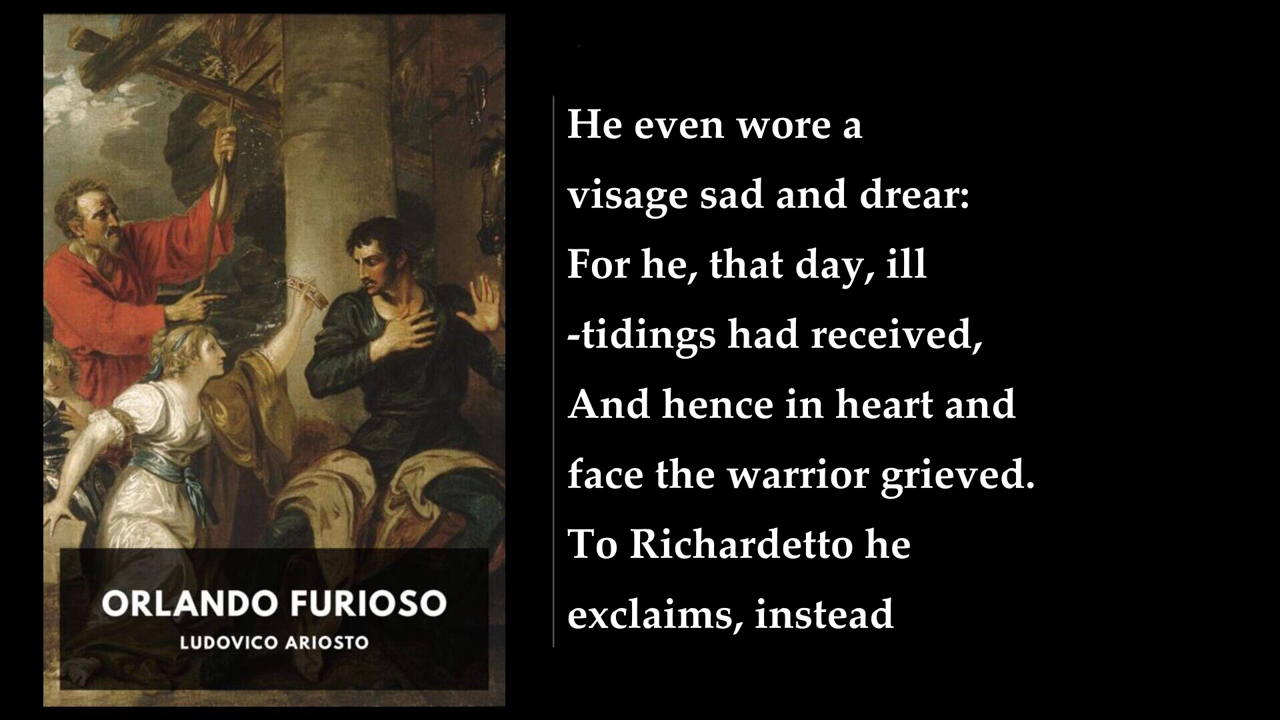 ORLANDO FURIOSO
LUDOVICO ARIOSTO
He even wore a
visage sad and drear:
For he, that day, ill
-tidings had received,
And hence in heart and
face the warrior grieved.
To Richardetto he
exclaims, instead